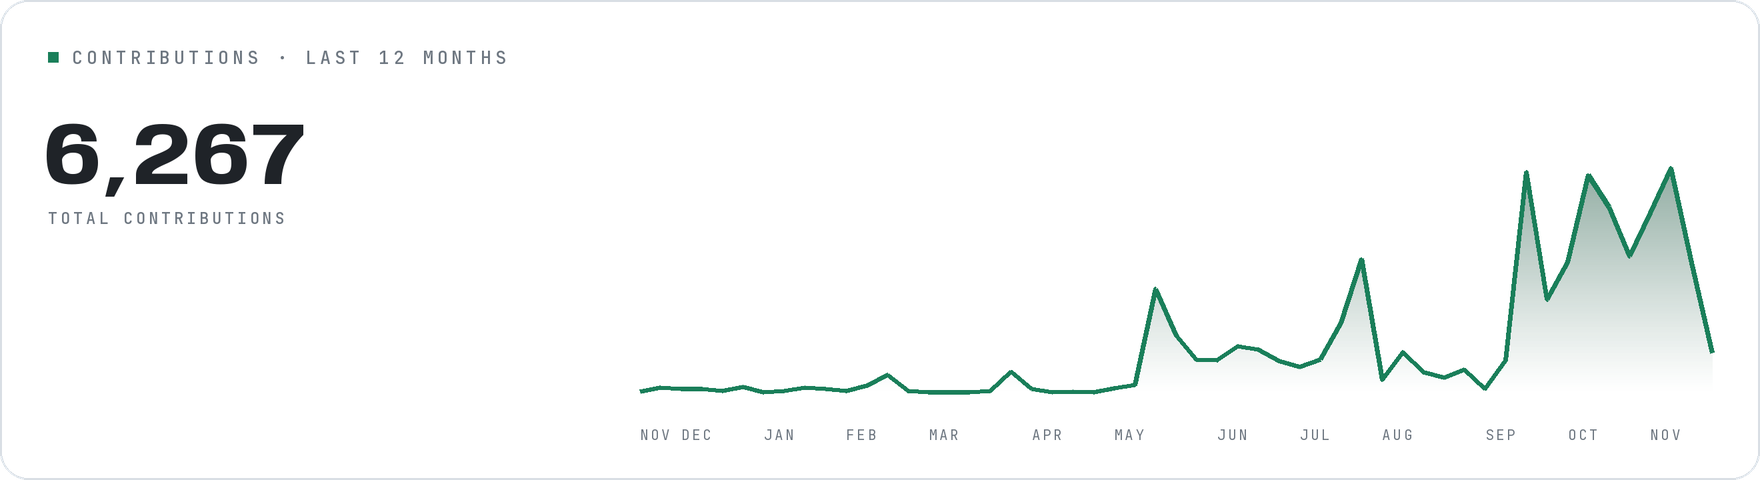 CONTRIBUTIONS · LAST 12 MONTHS
6,267
TOTAL CONTRIBUTIONS
NOV DEC JAN FEB MAR APR MAY JUN JUL AUG SEP OCT NOV